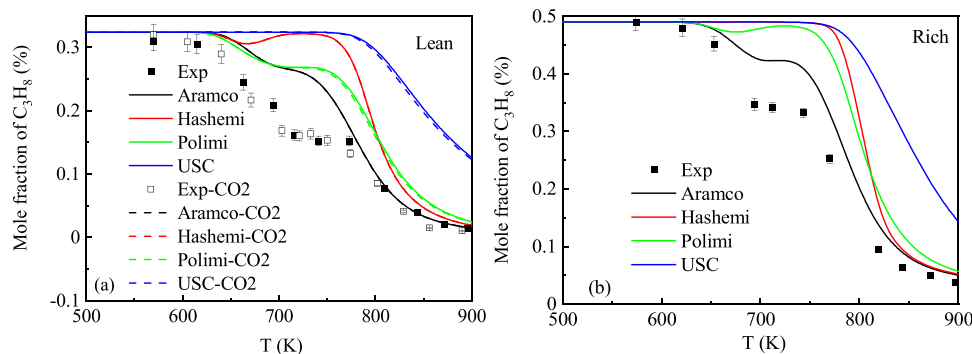 Mole fraction of C₃H₈ (%)
0.3
0.2
0.1
0
-0.1
Lean
Exp
Aramco
Hashemi
Polimi
USC
Exp-CO2
Aramco-CO2
Hashemi-CO2
Polimi-CO2
USC-CO2
(a)
500 600 700 800 900
T (K)
Mole fraction of C₃H₈ (%)
0.5
0.4
0.3
0.2
0.1
0
Rich
Exp
Aramco
Hashemi
Polimi
USC
(b)
500 600 700 800 900
T (K)